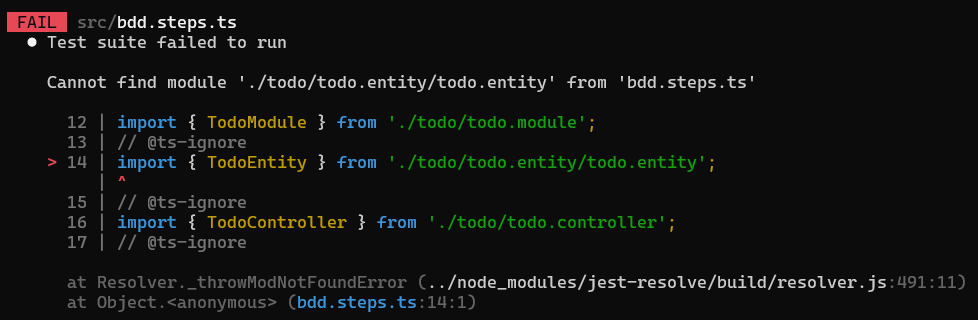 FAIL src/bdd.steps.ts
● Test suite failed to run
Cannot find module './todo/todo.entity/todo.entity' from 'bdd.steps.ts'
12 | import { TodoModule } from './todo/todo.module';
13 | // @ts-ignore
> 14 | import { TodoEntity } from './todo/todo.entity/todo.entity';
| ^
15 | // @ts-ignore
16 | import { TodoController } from './todo/todo.controller';
17 | // @ts-ignore
at Resolver._throwModNotFoundError (../node_modules/jest-resolve/build/resolver.js:491:11)
at Object.<anonymous> (bdd.steps.ts:14:1)